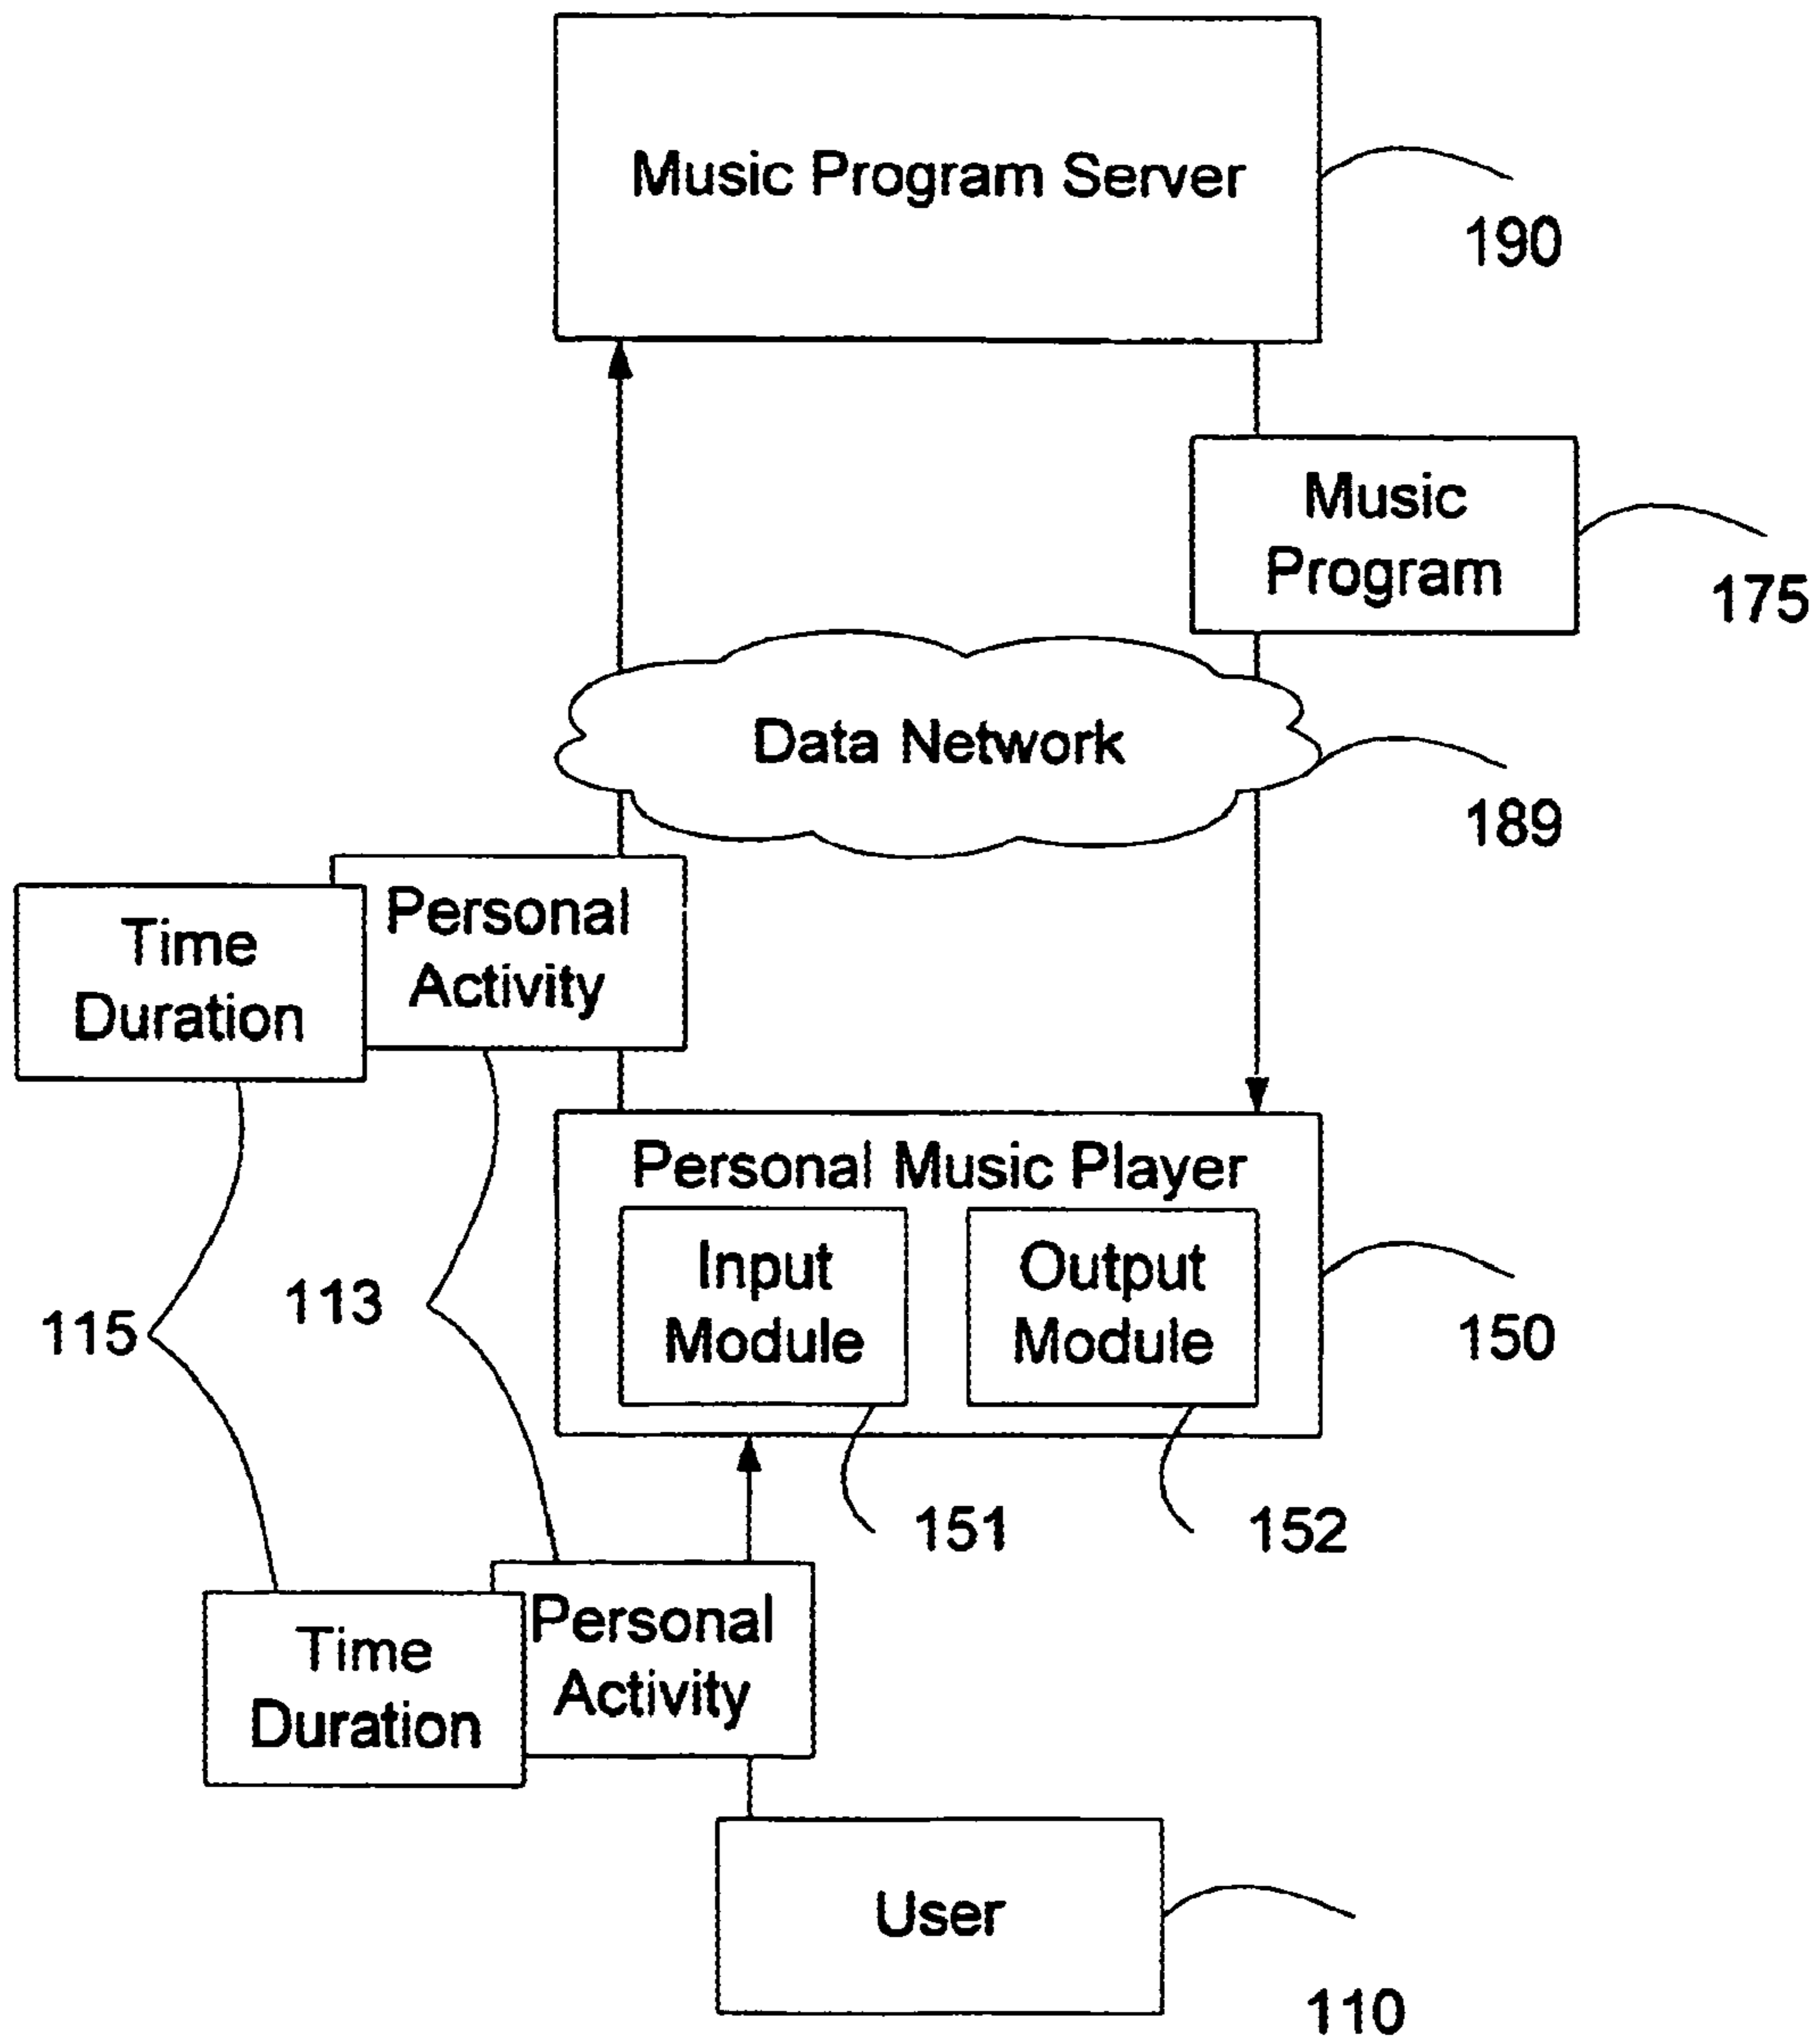 Music Program Server
190
Music
Program
175
Data Network
189
Personal
Activity
Time
Duration
Personal Music Player
Input
Module
Output
Module
150
113
115
151
152
Personal
Activity
Time
Duration
User
110